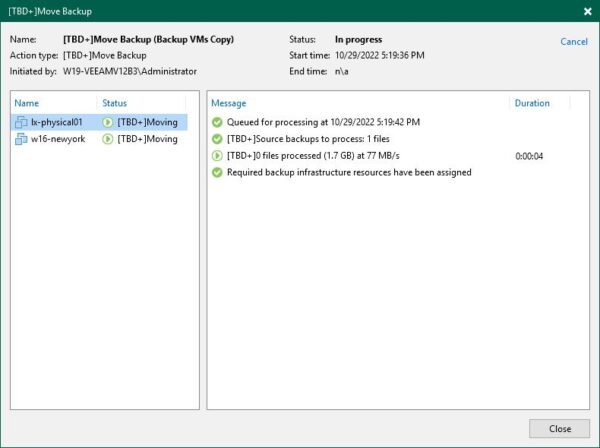 [TBD+]Move Backup
Name: [TBD+]Move Backup (Backup VMs Copy) Status: In progress Cancel
Action type: [TBD+]Move Backup Start time: 10/29/2022 5:19:36 PM
Initiated by: W19-VEEAMV12B3\Administrator End time: n\a
Name Status Message Duration
lx-physical01 [TBD+]Moving Queued for processing at 10/29/2022 5:19:42 PM
w16-newyork [TBD+]Moving [TBD+]Source backups to process: 1 files
[TBD+]0 files processed (1.7 GB) at 77 MB/s 0:00:04
Required backup infrastructure resources have been assigned
Close